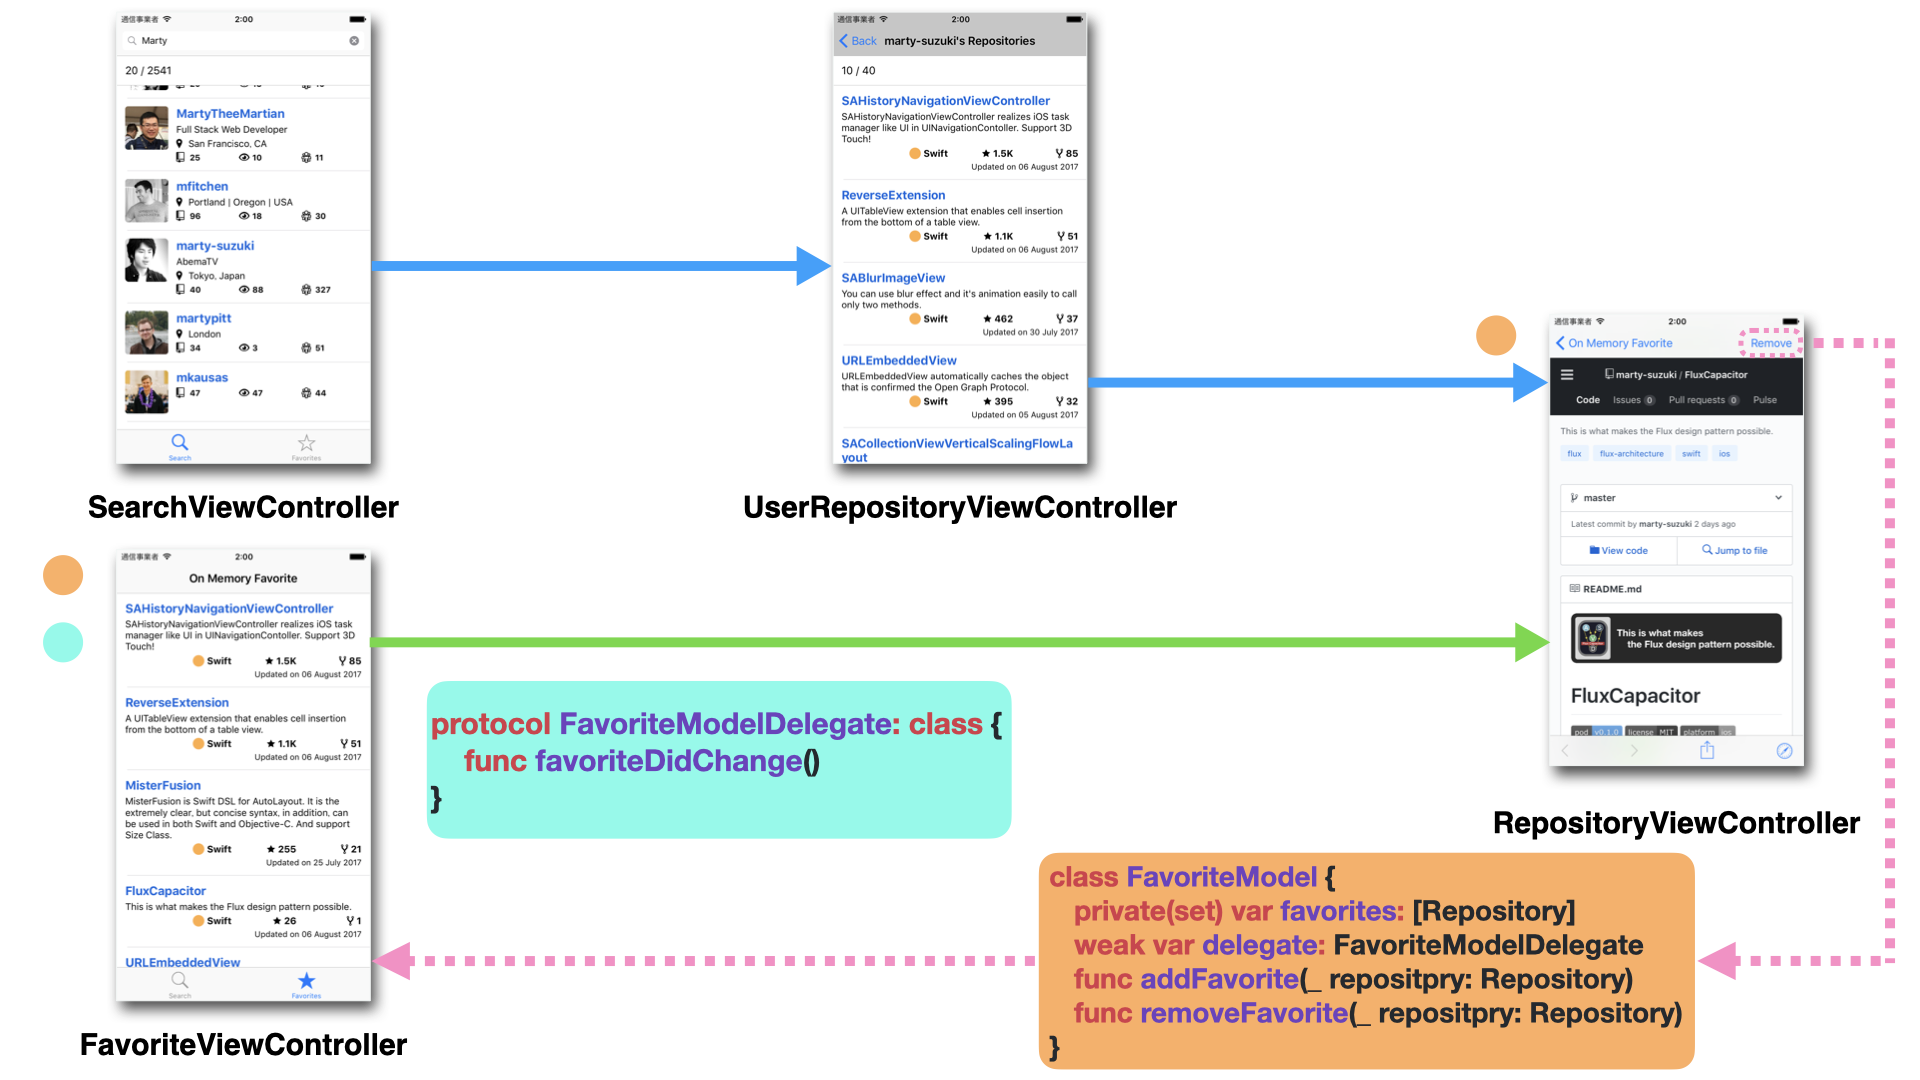 通信事業者 2:00
Marty
20 / 2541
MartyTheeMartian
Full Stack Web Developer
San Francisco, CA
25 10 11
mfitchen
Portland | Oregon | USA
96 18 30
marty-suzuki
AbemaTV
Tokyo, Japan
40 88 327
martypitt
London
34 3 51
mkausas
47 47 44
Search Favorites
SearchViewController
通信事業者 2:00
Back marty-suzuki's Repositories
10 / 40
SAHistoryNavigationViewController
SAHistoryNavigationViewController realizes iOS task
manager like UI in UINavigationContoller. Support 3D
Touch!
Swift ★ 1.5K 85
Updated on 06 August 2017
ReverseExtension
A UITableView extension that enables cell insertion
from the bottom of a table view.
Swift ★ 1.1K 51
Updated on 06 August 2017
SABlurImageView
You can use blur effect and it's animation easily to call
only two methods.
Swift ★ 462 37
Updated on 30 July 2017
URLEmbeddedView
URLEmbeddedView automatically caches the object
that is confirmed the Open Graph Protocol.
Swift ★ 395 32
Updated on 05 August 2017
SACollectionViewVerticalScalingFlowLa
yout
UserRepositoryViewController
通信事業者 2:00
On Memory Favorite Remove
marty-suzuki / FluxCapacitor
Code Issues 0 Pull requests 0 Pulse
This is what makes the Flux design pattern possible.
flux flux-architecture swift ios
master
Latest commit by marty-suzuki 2 days ago
View code Jump to file
README.md
This is what makes
the Flux design pattern possible.
FluxCapacitor
pod v0.1.0 license MIT platform ios
RepositoryViewController
通信事業者 2:00
On Memory Favorite
SAHistoryNavigationViewController
SAHistoryNavigationViewController realizes iOS task
manager like UI in UINavigationContoller. Support 3D
Touch!
Swift ★ 1.5K 85
Updated on 06 August 2017
ReverseExtension
A UITableView extension that enables cell insertion
from the bottom of a table view.
Swift ★ 1.1K 51
Updated on 06 August 2017
MisterFusion
MisterFusion is Swift DSL for AutoLayout. It is the
extremely clear, but concise syntax, in addition, can
be used in both Swift and Objective-C. And support
Size Class.
Swift ★ 255 21
Updated on 25 July 2017
FluxCapacitor
This is what makes the Flux design pattern possible.
Swift ★ 26 1
Updated on 06 August 2017
URLEmbeddedView
Search Favorites
FavoriteViewController
protocol FavoriteModelDelegate: class {
func favoriteDidChange()
}
class FavoriteModel {
private(set) var favorites: [Repository]
weak var delegate: FavoriteModelDelegate
func addFavorite(_ repositpry: Repository)
func removeFavorite(_ repositpry: Repository)
}